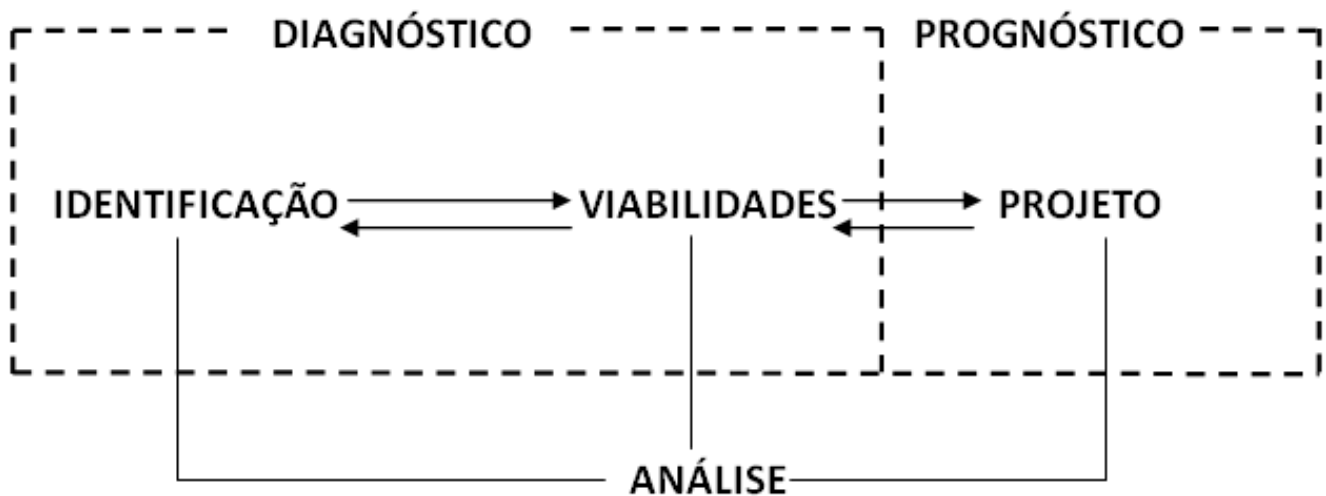 DIAGNÓSTICO PROGNÓSTICO
IDENTIFICAÇÃO VIABILIDADES PROJETO
ANÁLISE